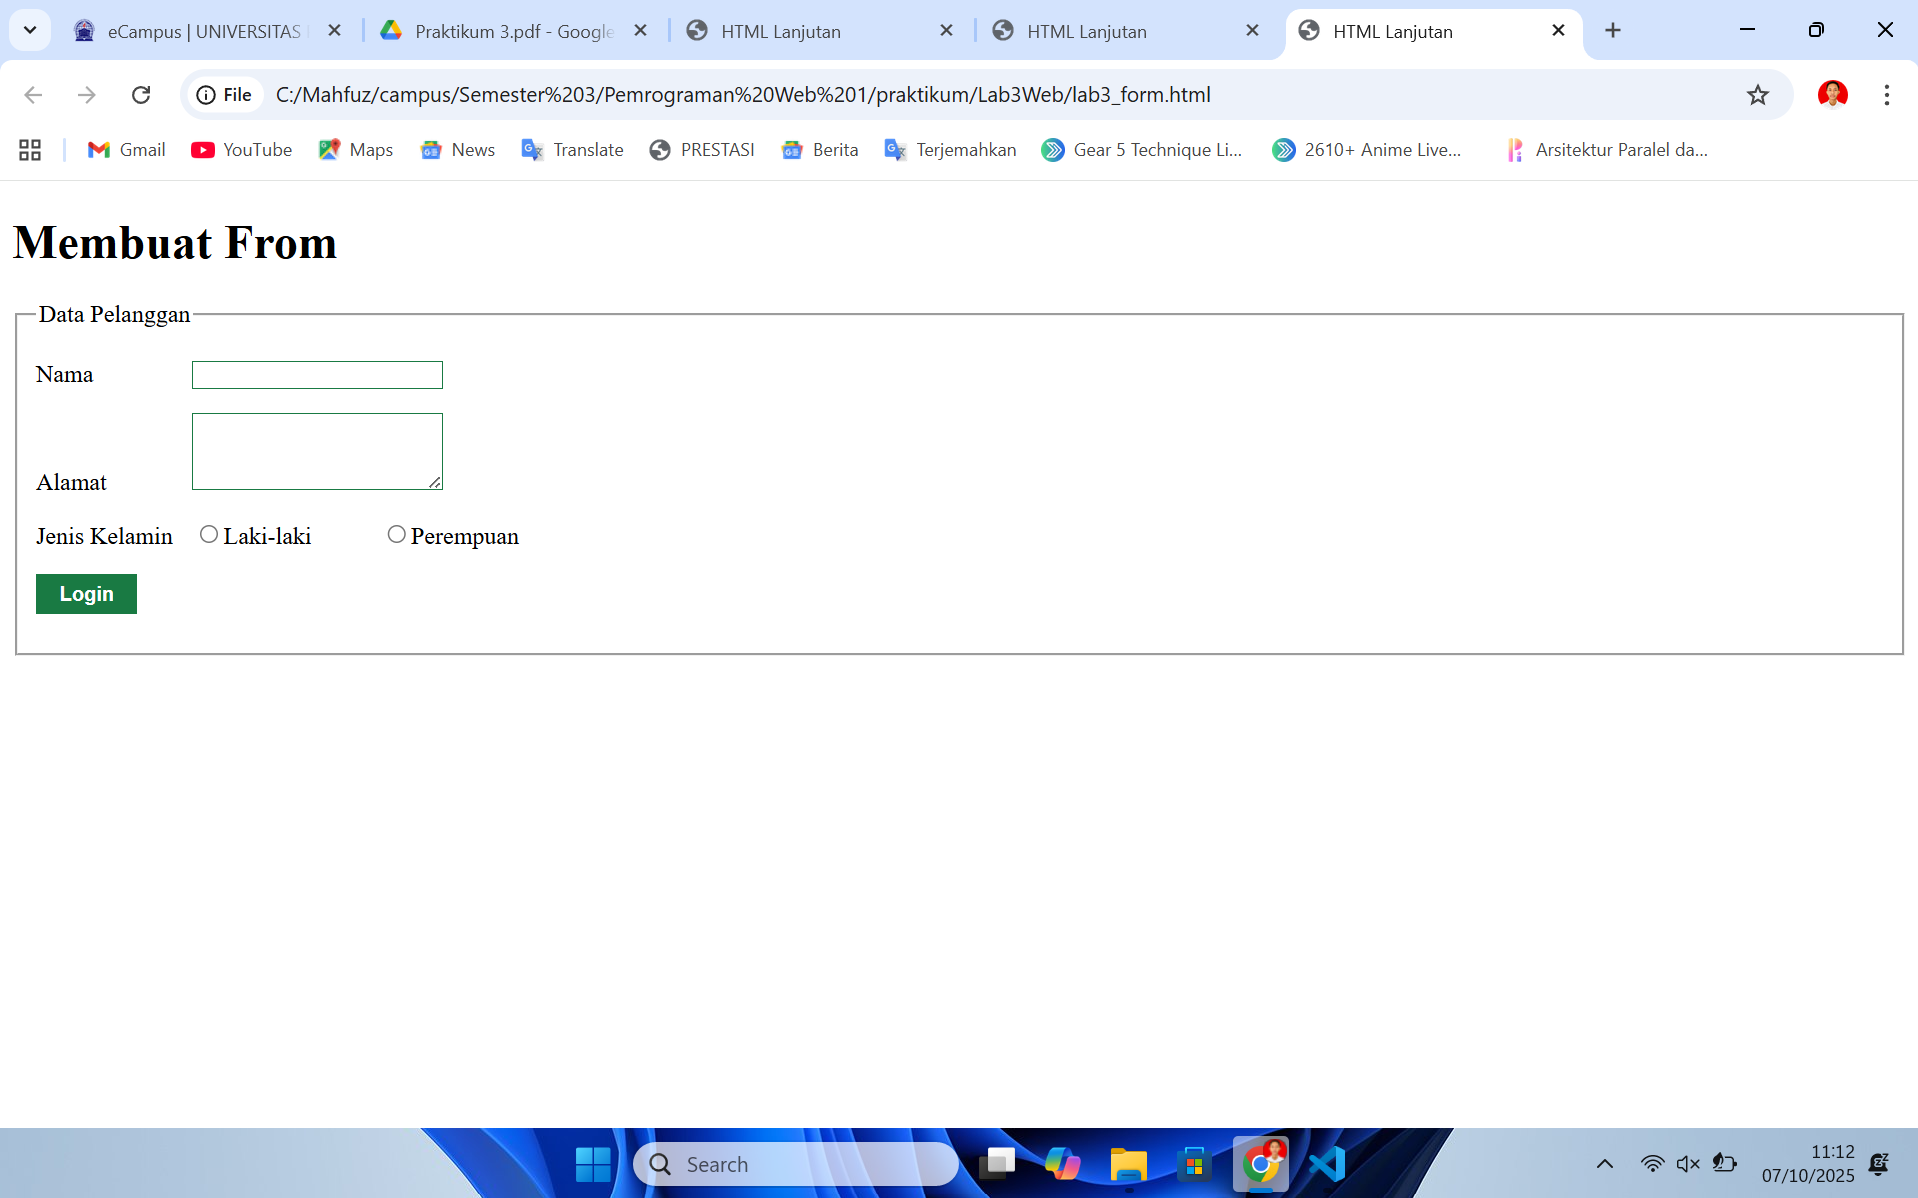 eCampus | UNIVERSITAS
Praktikum 3.pdf - Google
HTML Lanjutan
HTML Lanjutan
HTML Lanjutan
File
C:/Mahfuz/campus/Semester%203/Pemrograman%20Web%201/praktikum/Lab3Web/lab3_form.html
Gmail
YouTube
Maps
News
Translate
PRESTASI
Berita
Terjemahkan
Gear 5 Technique Li...
2610+ Anime Live...
Arsitektur Paralel da...
Membuat From
Data Pelanggan
Nama
Alamat
Jenis Kelamin Laki-laki Perempuan
Login
Search
11:12
07/10/2025